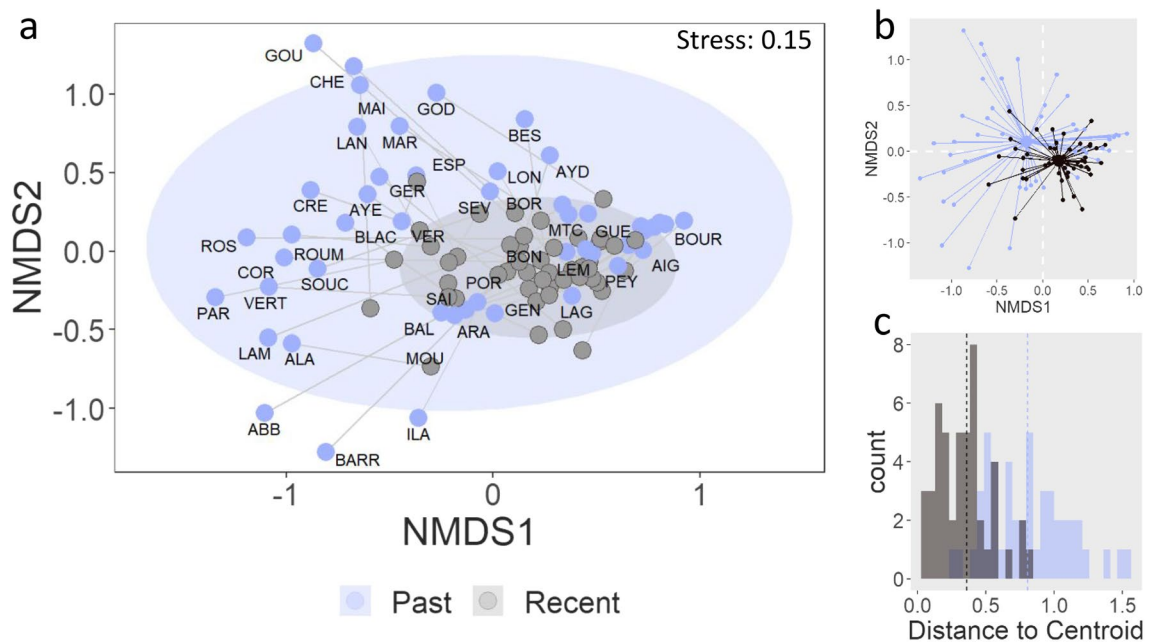 a
Stress: 0.15
GOU
CHE
MAI
GOD
LAN
MAR
BES
ESP
LON
AYD
GER
CRE
AYE
SEV
BOR
BLAC
VER
MTC
GUE
BOUR
ROS
ROUM
BON
COR
SOUC
LEM
AIG
VERT
POR
PEY
PAR
SAI
GEN
LAG
BAL
ARA
LAM
ALA
MOU
ABB
ILA
BARR
1.0
0.5
0.0
-0.5
-1.0
NMDS2
-1
0
1
NMDS1
Past
Recent
b
1.0
0.5
0.0
-0.5
-1.0
NMDS2
-1.0
0.0
0.5
1.0
NMDS1
c
8
6
4
2
0
count
0.0
0.5
1.0
1.5
Distance to Centroid